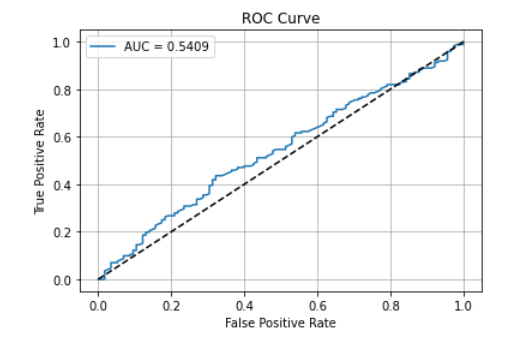 ROC Curve
AUC = 0.5409
True Positive Rate
1.0
0.8
0.6
0.4
0.2
0.0
0.0 0.2 0.4 0.6 0.8 1.0
False Positive Rate